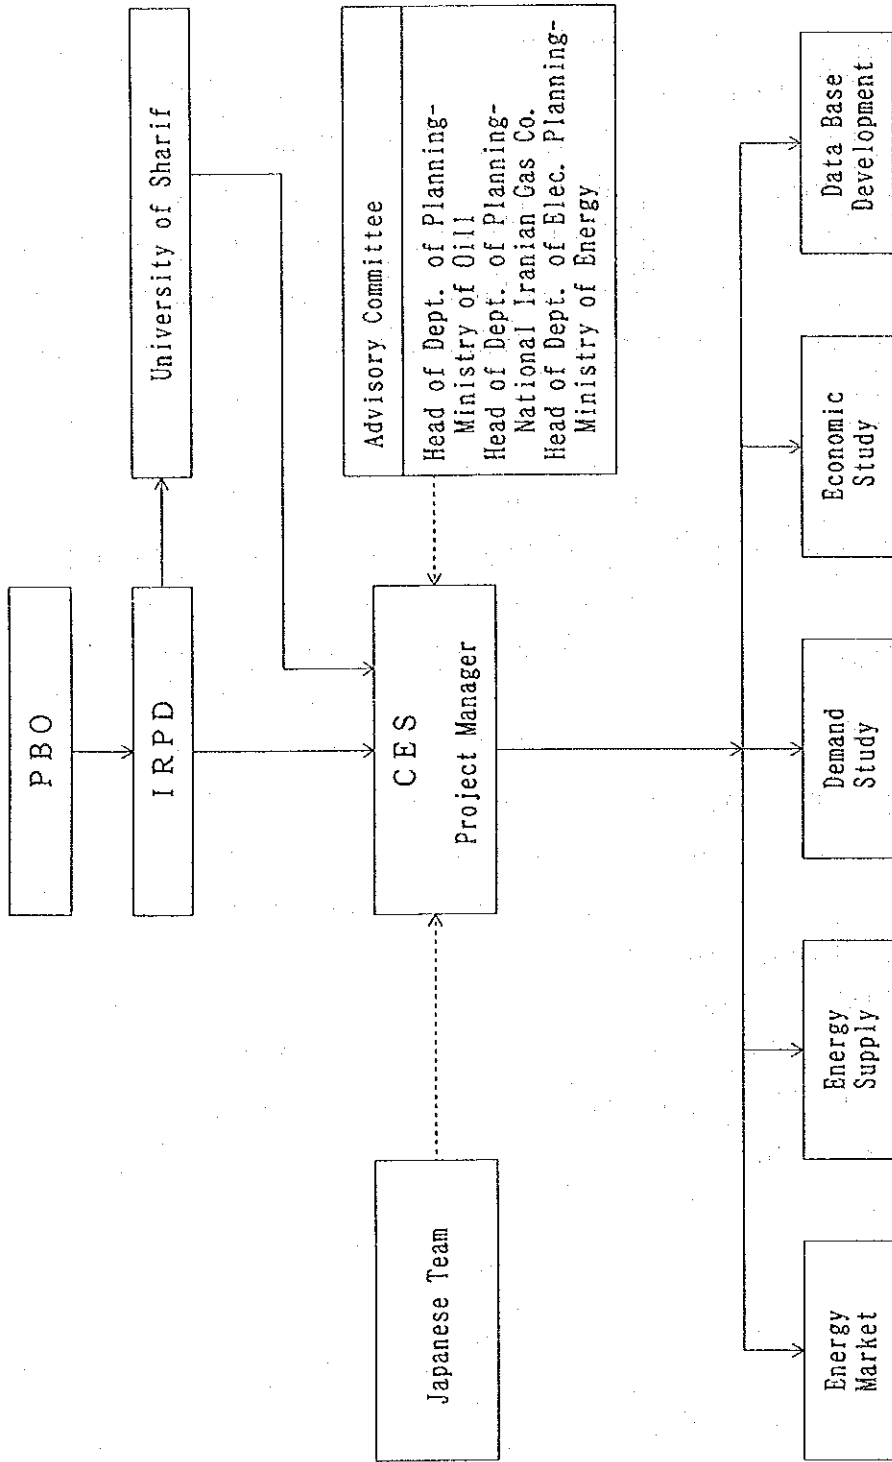 PBO
IRPD
University of Sharif
CES
Project Manager
Japanese Team
Advisory Committee
Head of Dept. of Planning-
Ministry of Oill
Head of Dept. of Planning-
National Iranian Gas Co.
Head of Dept. of Elec. Planning-
Ministry of Energy
Energy
Market
Energy
Supply
Demand
Study
Economic
Study
Data Base
Development